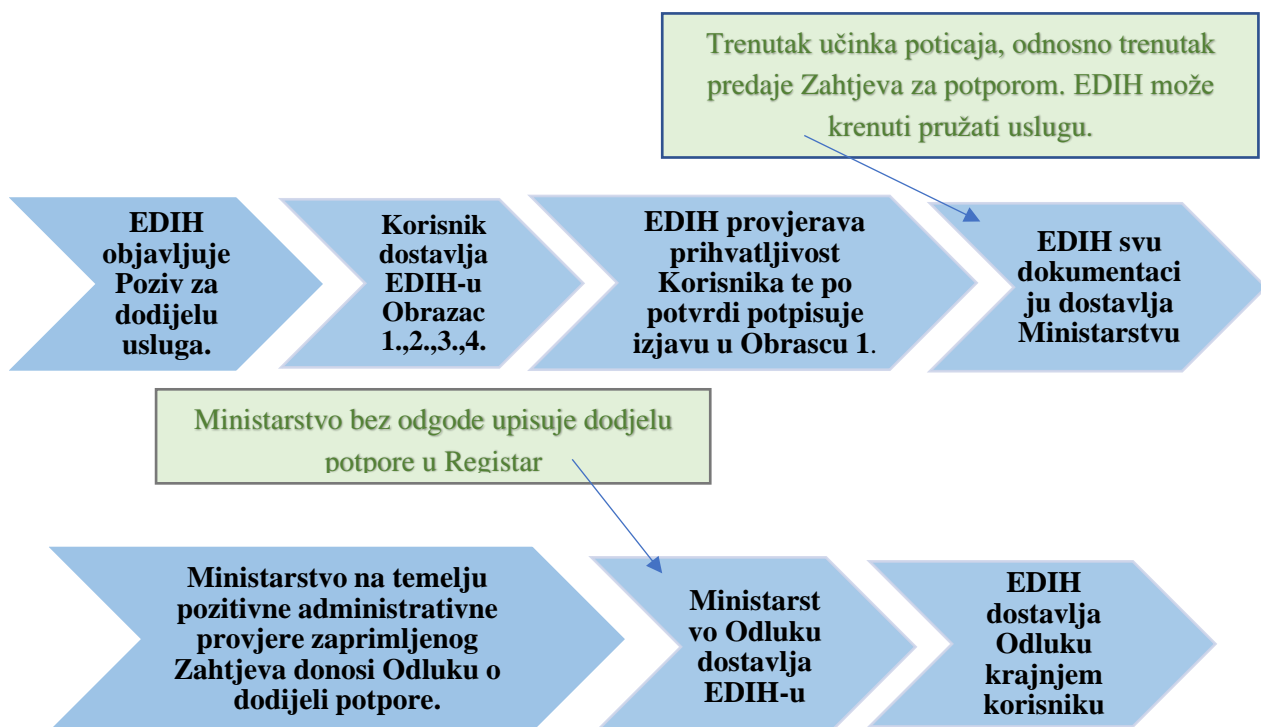 Trenutak učinka poticaja, odnosno trenutak
predaje Zahtjeva za potporom. EDIH može
krenuti pružati uslugu.
EDIH
objavljuje
Poziv za
dodijelu
usluga.
Korisnik
dostavlja
EDIH-u
Obrazac
1.,2.,3.,4.
EDIH provjerava
prihvatljivost
Korisnika te po
potvrdi potpisuje
izjavu u Obrascu 1.
EDIH svu
dokumentaci
ju dostavlja
Ministarstvu
Ministarstvo bez odgode upisuje dodjelu
potpore u Registar
Ministarstvo na temelju
pozitivne administrativne
provjere zaprimljenog
Zahtjeva donosi Odluku o
dodijeli potpore.
Ministarst
vo Odluku
dostavlja
EDIH-u
EDIH
dostavlja
Odluku
krajnjem
korisniku